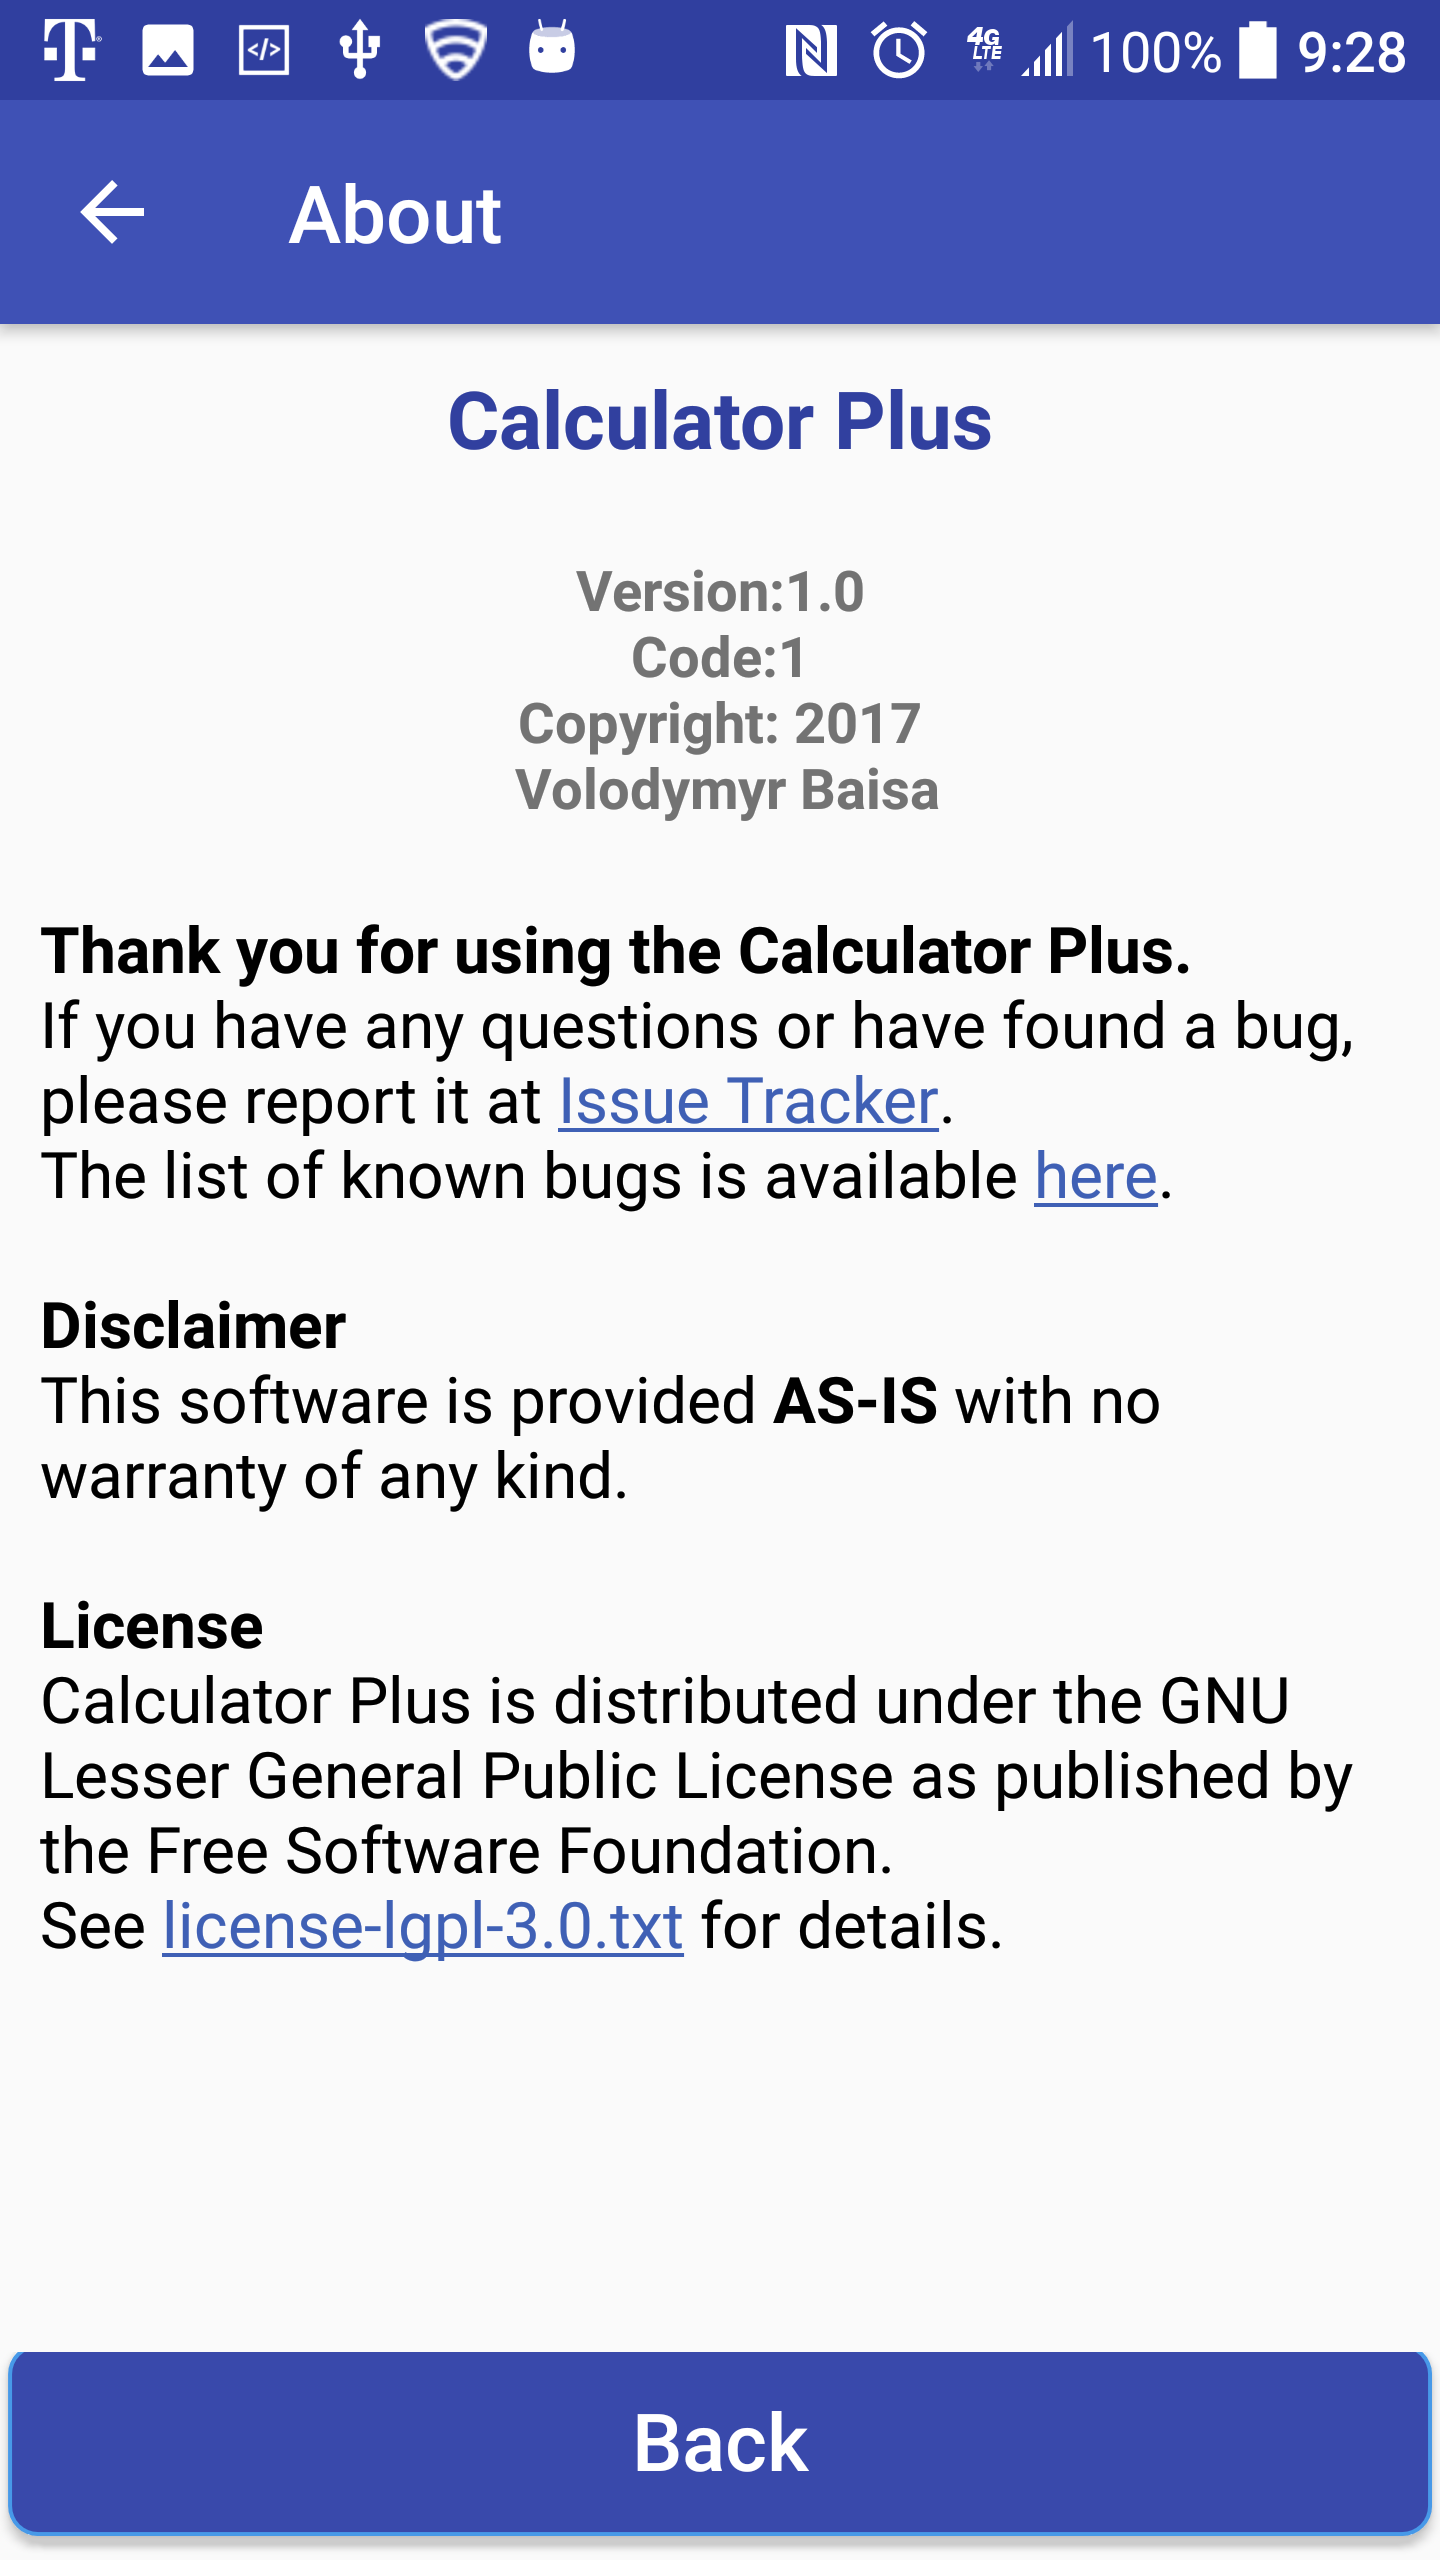 T 4G LTE 100% 9:28
About
Calculator Plus
Version:1.0
Code:1
Copyright: 2017
Volodymyr Baisa
Thank you for using the Calculator Plus.
If you have any questions or have found a bug,
please report it at Issue Tracker.
The list of known bugs is available here.
Disclaimer
This software is provided AS-IS with no
warranty of any kind.
License
Calculator Plus is distributed under the GNU
Lesser General Public License as published by
the Free Software Foundation.
See license-lgpl-3.0.txt for details.
Back